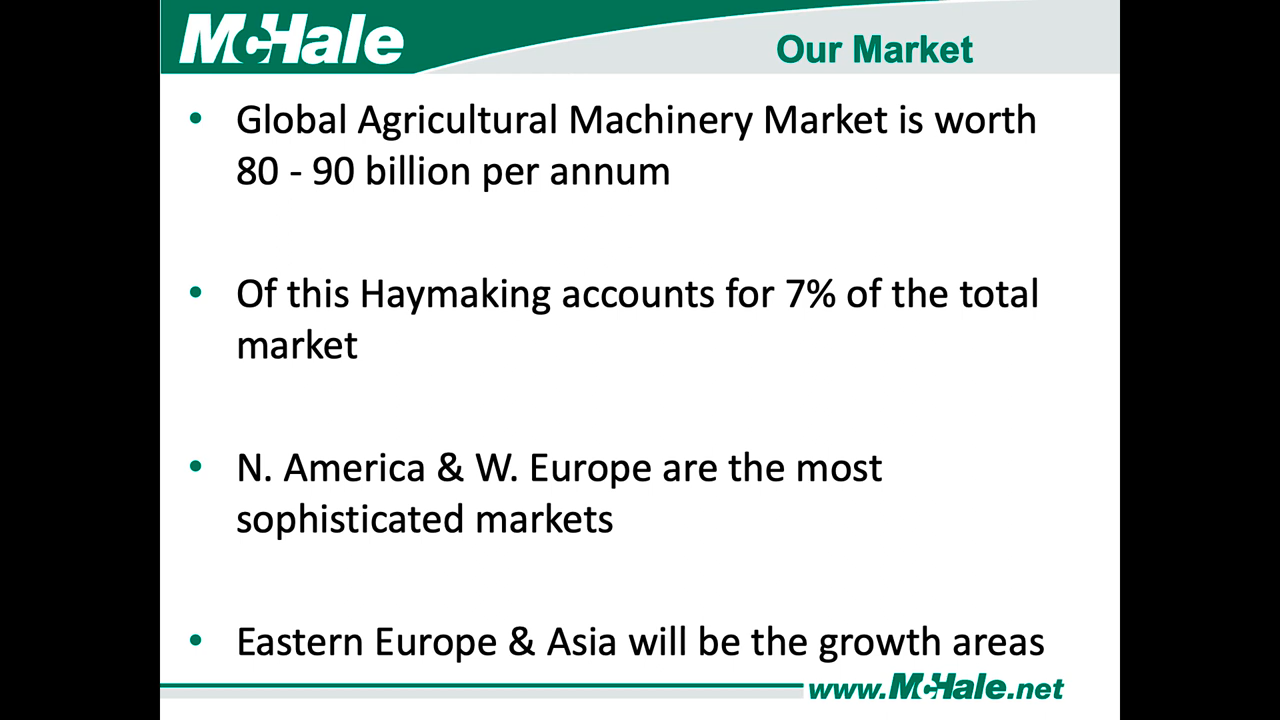 McHale
Our Market
• Global Agricultural Machinery Market is worth
80 - 90 billion per annum
• Of this Haymaking accounts for 7% of the total
market
• N. America & W. Europe are the most
sophisticated markets
• Eastern Europe & Asia will be the growth areas
www.McHale.net